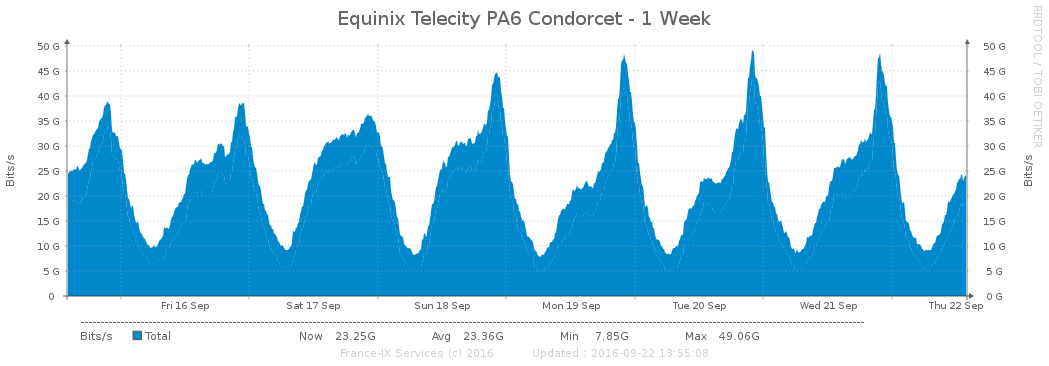 Equinix Telecity PA6 Condorcet - 1 Week
RRDTOOL / TOBI OETIKER
Bits/s
50 G
45 G
40 G
35 G
30 G
25 G
20 G
15 G
10 G
5 G
0
50 G
45 G
40 G
35 G
30 G
25 G
20 G
15 G
10 G
5 G
0 G
Bits/s
Fri 16 Sep Sat 17 Sep Sun 18 Sep Mon 19 Sep Tue 20 Sep Wed 21 Sep Thu 22 Sep
Bits/s Total Now 23.25G Avg 23.36G Min 7.85G Max 49.06G
France-IX Services (c) 2016 Updated : 2016-09-22 13:55:08